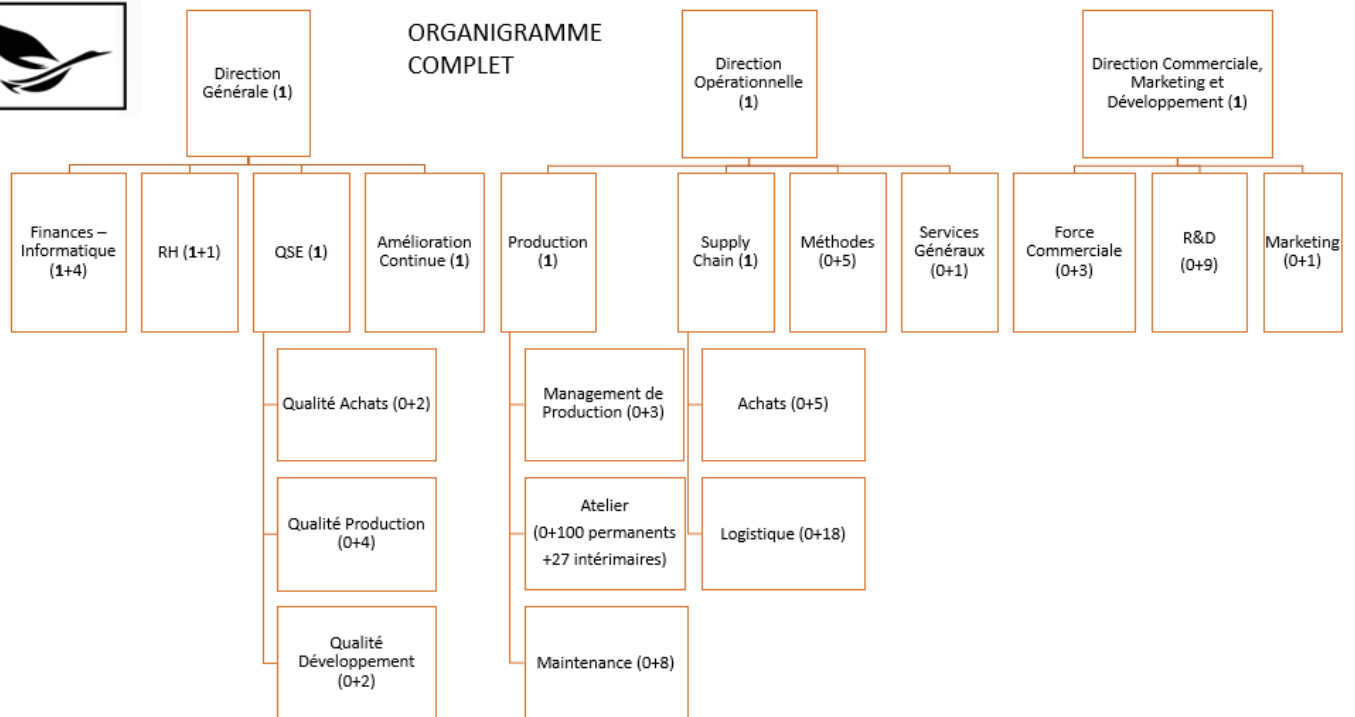 ORGANIGRAMME
COMPLET
Direction
Générale (1)
Direction
Opérationnelle
(1)
Direction Commerciale,
Marketing et
Développement (1)
Finances –
Informatique
(1+4)
RH (1+1)
QSE (1)
Amélioration
Continue (1)
Production
(1)
Supply
Chain (1)
Méthodes
(0+5)
Services
Généraux
(0+1)
Force
Commerciale
(0+3)
R&D
(0+9)
Marketing
(0+1)
Qualité Achats (0+2)
Qualité Production
(0+4)
Qualité
Développement
(0+2)
Management de
Production (0+3)
Atelier
(0+100 permanents
+27 intérimaires)
Maintenance (0+8)
Achats (0+5)
Logistique (0+18)